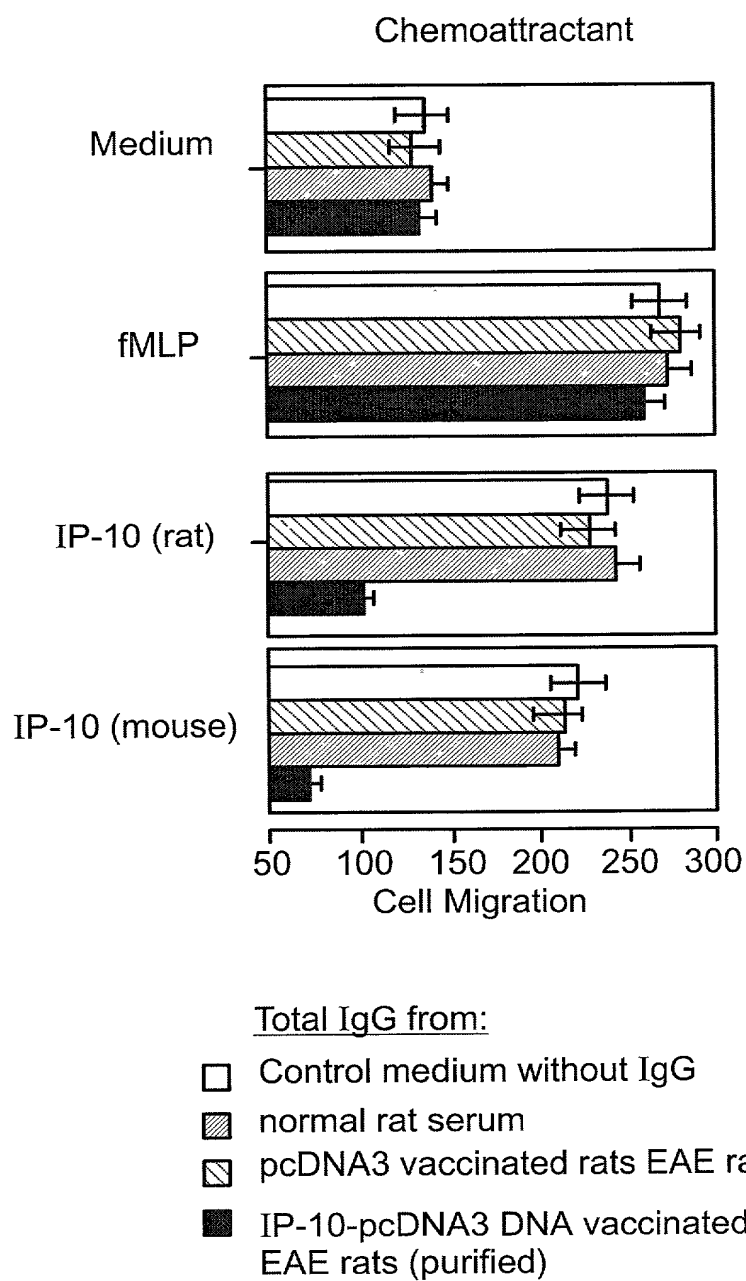 Chemoattractant
Medium
fMLP
IP-10 (rat)
IP-10 (mouse)
50 100 150 200 250 300
Cell Migration
Total IgG from:
Control medium without IgG
normal rat serum
pcDNA3 vaccinated rats EAE ra
IP-10-pcDNA3 DNA vaccinated
EAE rats (purified)